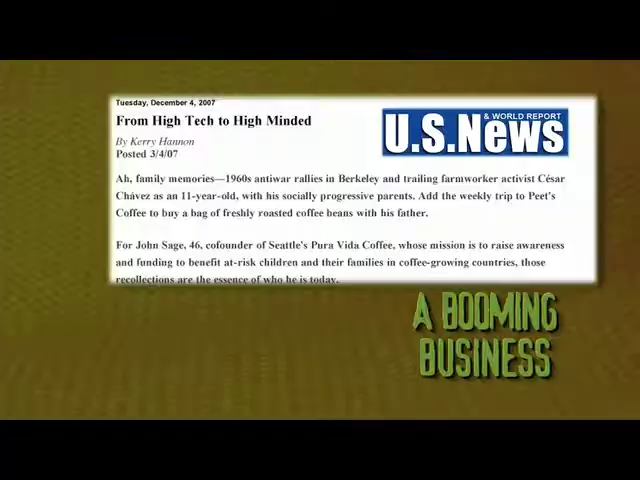 Tuesday, December 4, 2007
From High Tech to High Minded
U.S.News
& WORLD REPORT
By Kerry Hannon
Posted 3/4/07
Ah, family memories—1960s antiwar rallies in Berkeley and trailing farmworker activist César
Chávez as an 11-year-old, with his socially progressive parents. Add the weekly trip to Peet's
Coffee to buy a bag of freshly roasted coffee beans with his father.
For John Sage, 46, cofounder of Seattle's Pura Vida Coffee, whose mission is to raise awareness
and funding to benefit at-risk children and their families in coffee-growing countries, those
recollections are the essence of who he is today.
A BOOMING
BUSINESS